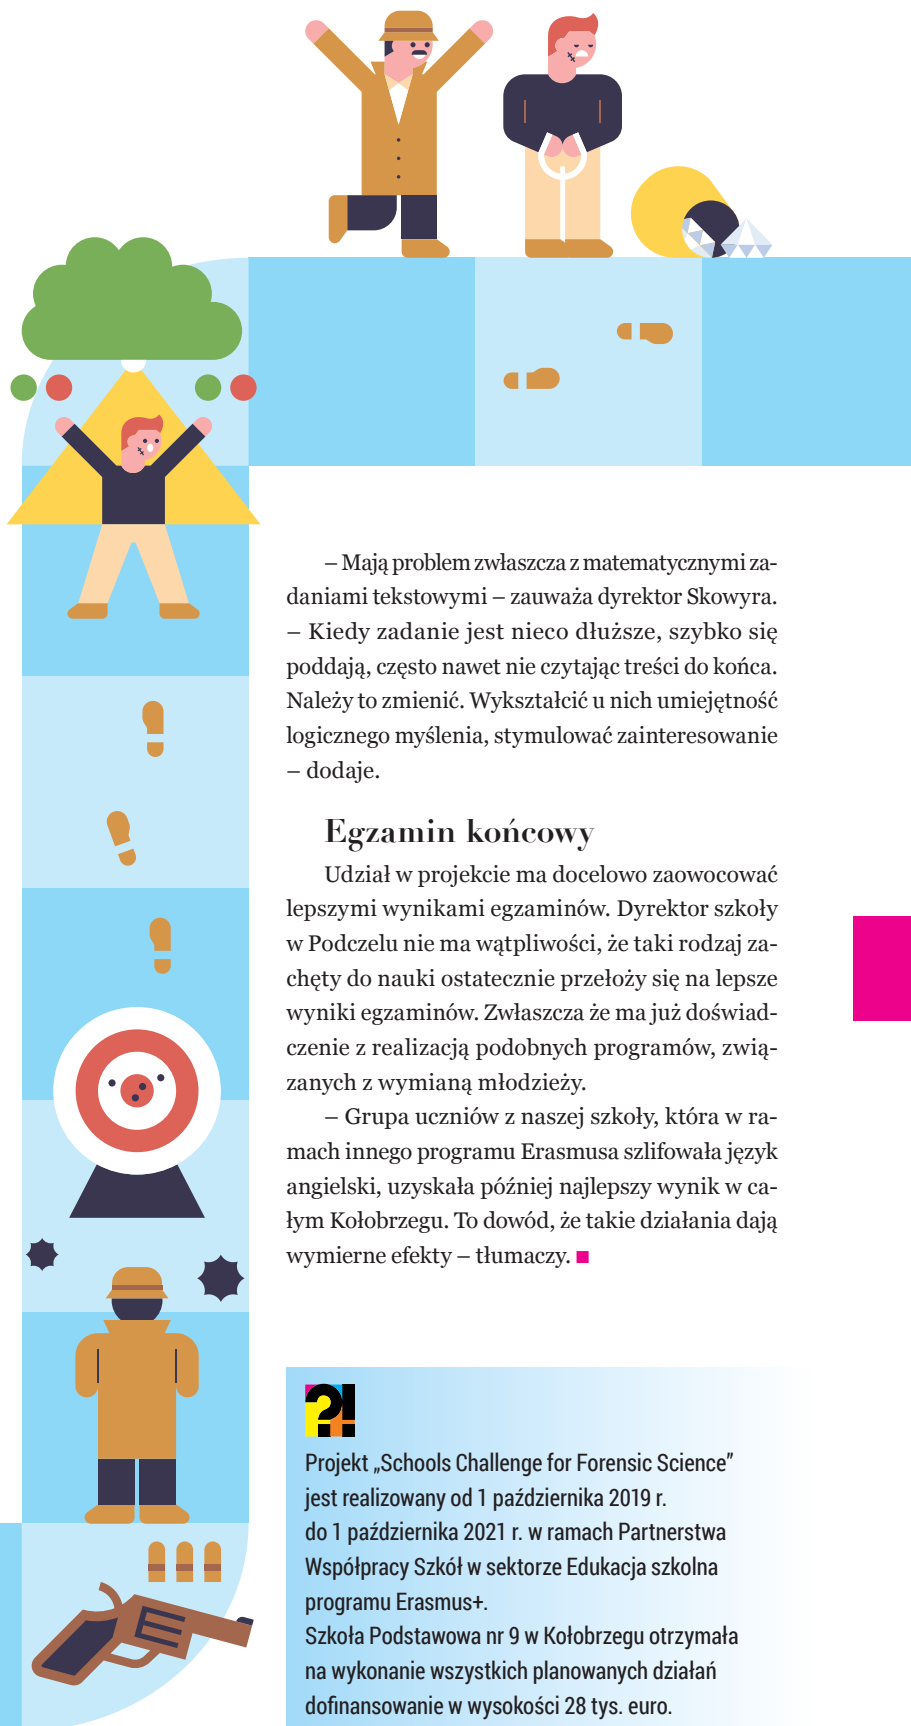 – Mają problem zwłaszcza z matematycznymi za-
daniami tekstowymi – zauważa dyrektor Skowyra.
– Kiedy zadanie jest nieco dłuższe, szybko się
poddają, często nawet nie czytając treści do końca.
Należy to zmienić. Wykształcić u nich umiejętność
logicznego myślenia, stymulować zainteresowanie
– dodaje.
Egzamin końcowy
Udział w projekcie ma docelowo zaowocować
lepszymi wynikami egzaminów. Dyrektor szkoły
w Podczelu nie ma wątpliwości, że taki rodzaj za-
chęty do nauki ostatecznie przełoży się na lepsze
wyniki egzaminów. Zwłaszcza że ma już doświad-
czenie z realizacją podobnych programów, zwią-
zanych z wymianą młodzieży.
– Grupa uczniów z naszej szkoły, która w ra-
mach innego programu Erasmusa szlifowała język
angielski, uzyskała później najlepszy wynik w ca-
łym Kołobrzegu. To dowód, że takie działania dają
wymierne efekty – tłumaczy.
?!
Projekt „Schools Challenge for Forensic Science”
jest realizowany od 1 października 2019 r.
do 1 października 2021 r. w ramach Partnerstwa
Współpracy Szkół w sektorze Edukacja szkolna
programu Erasmus+.
Szkoła Podstawowa nr 9 w Kołobrzegu otrzymała
na wykonanie wszystkich planowanych działań
dofinansowanie w wysokości 28 tys. euro.